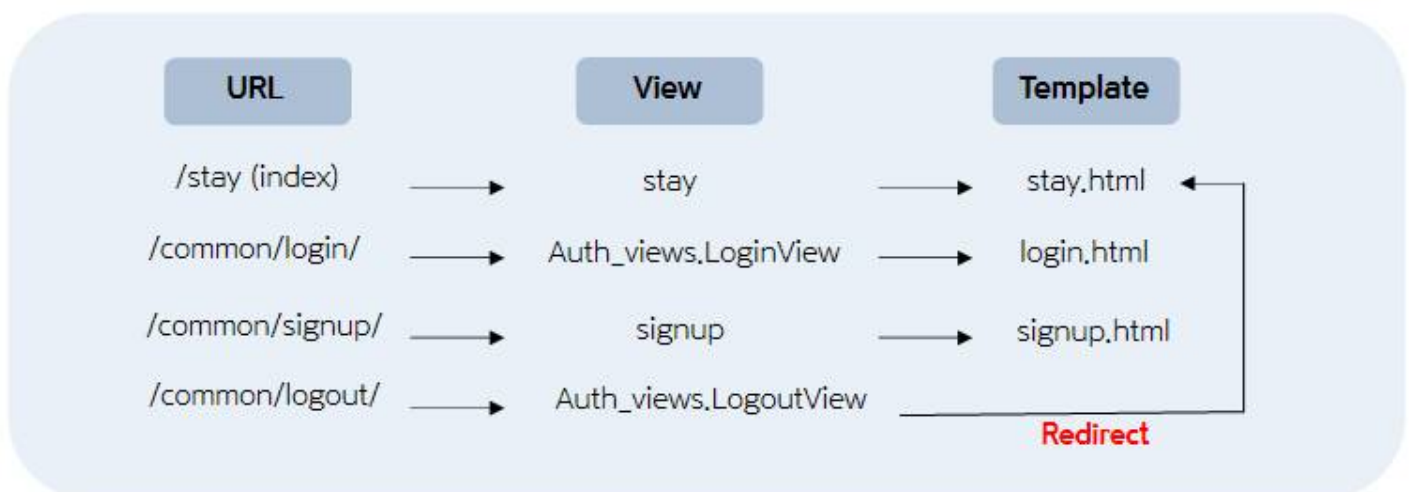 URL View Template
/stay (index) stay stay.html
/common/login/ Auth_views.LoginView login.html
/common/signup/ signup signup.html
/common/logout/ Auth_views.LogoutView
Redirect